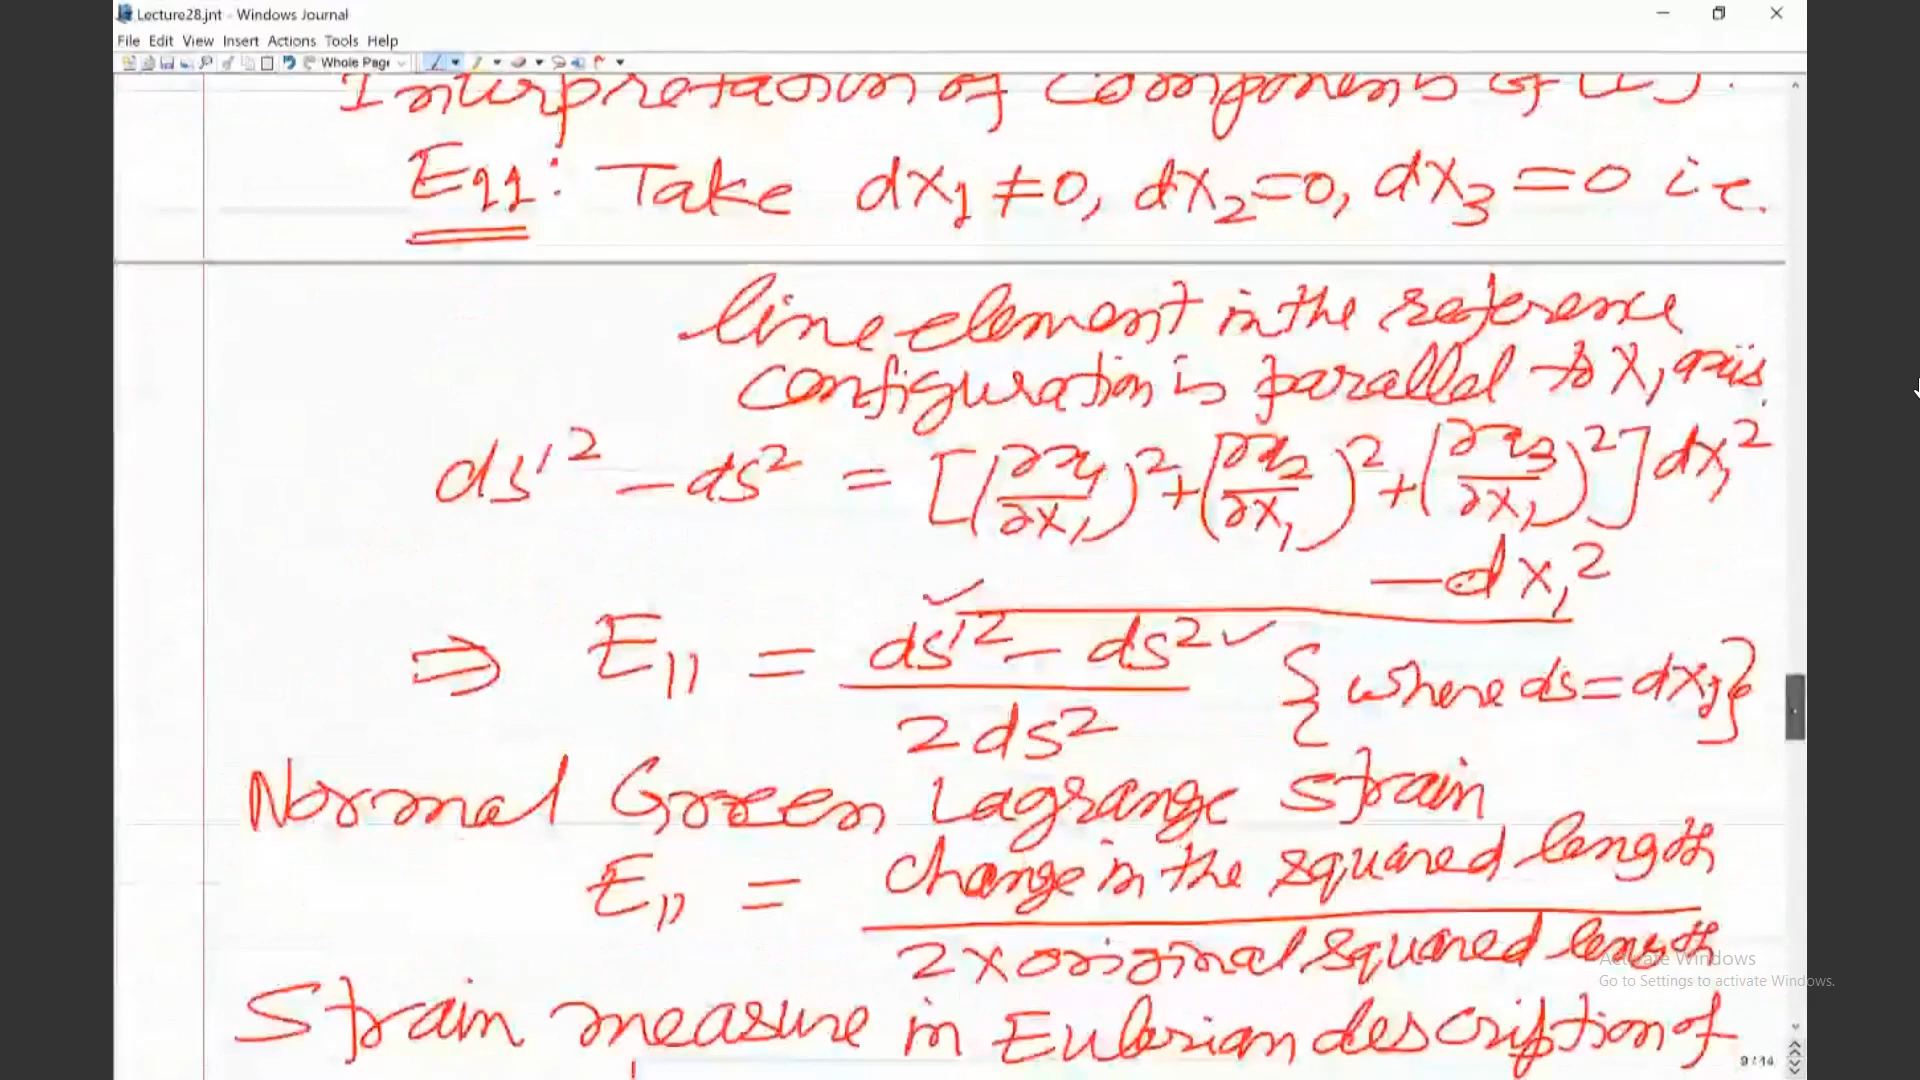 Lecture28.jnt - Windows Journal
File Edit View Insert Actions Tools Help
Whole Page
Interpretation of components of
E11: Take dX1 ≠ 0, dX2=0, dX3 = 0 i.e.
line element in the reference
configuration is parallel to X1 axis.
ds'² - ds² = [(∂x1/∂X1)² + (∂x2/∂X1)² + (∂x3/∂X1)²] dX1²
- dX1²
⇒ E11 = (ds'² - ds²) / 2ds² {where ds = dX1}
Normal Green Lagrange Strain
E11 = change in the squared length
2 x original squared length
Activate Windows
Go to Settings to activate Windows.
Strain measure in Eulerian description of
9 / 14